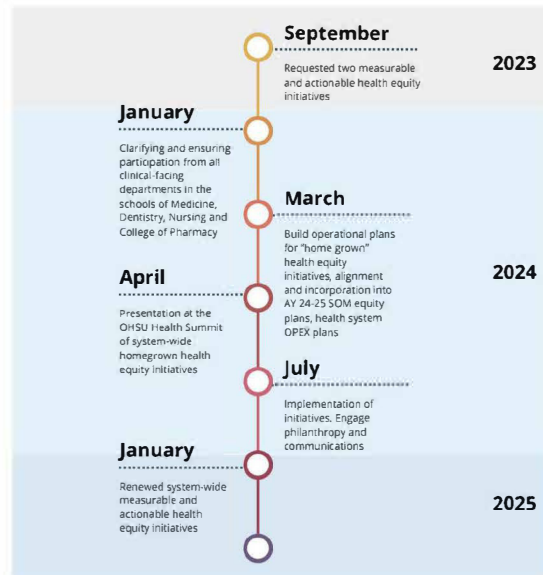 September
2023
Requested two measurable
and actionable health equity
initiatives
January
Clarifying and ensuring
participation from all
clinical-facing
departments in the
schools of Medicine,
Dentistry, Nursing and
College of Pharmacy
March
Build operational plans
for "home grown"
health equity
initiatives, alignment
and incorporation into
AY 24-25 SOM equity
plans, health system
OPEX plans
2024
April
Presentation at the
OHSU Health Summit
of system-wide
homegrown health
equity initiatives
July
Implementation of
initiatives. Engage
philanthropy and
communications
January
Renewed system-wide
measurable and
actionable health
equity initiatives
2025